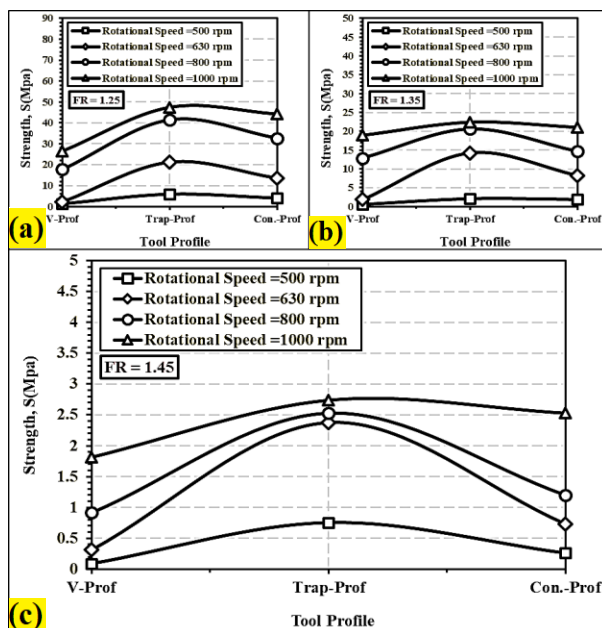 90
80
70
60
50
40
30
20
10
0
Strength, S(Mpa)
Rotational Speed =500 rpm
Rotational Speed =630 rpm
Rotational Speed =800 rpm
Rotational Speed =1000 rpm
FR = 1.25
V-Prof Trap-Prof Con.-Prof
Tool Profile
(a)
50
45
40
35
30
25
20
15
10
5
0
Strength, S(Mpa)
Rotational Speed =500 rpm
Rotational Speed =630 rpm
Rotational Speed =800 rpm
Rotational Speed =1000 rpm
FR = 1.35
V-Prof Trap-Prof Con.-Prof
Tool Profile
(b)
5
4.5
4
3.5
3
2.5
2
1.5
1
0.5
0
Strength, S(Mpa)
Rotational Speed =500 rpm
Rotational Speed =630 rpm
Rotational Speed =800 rpm
Rotational Speed =1000 rpm
FR = 1.45
V-Prof Trap-Prof Con.-Prof
Tool Profile
(c)